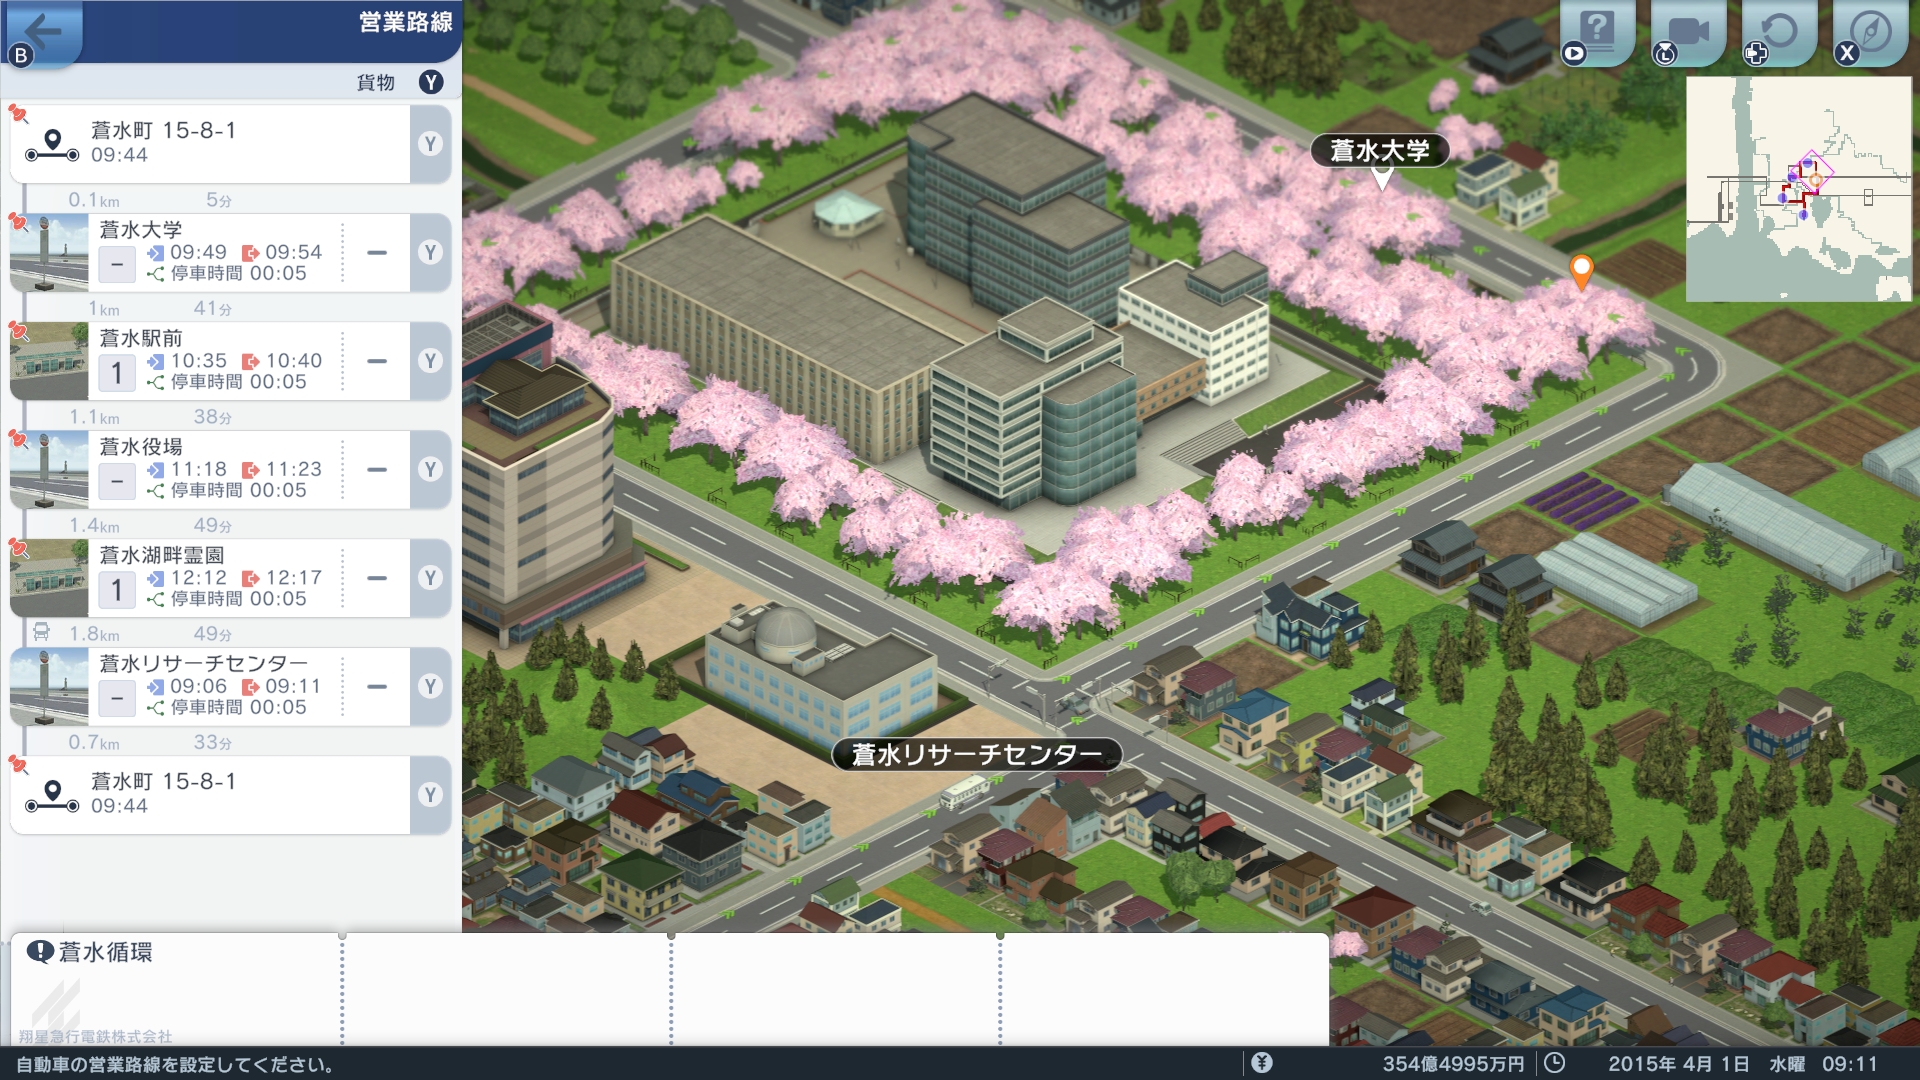 営業路線
B
貨物 Y
蒼水町 15-8-1
09:44
Y
0.1km 5分
蒼水大学
- 09:49 09:54
停車時間 00:05
Y
1km 41分
蒼水駅前
1 10:35 10:40
停車時間 00:05
Y
1.1km 38分
蒼水役場
- 11:18 11:23
停車時間 00:05
Y
1.4km 49分
蒼水湖畔霊園
1 12:12 12:17
停車時間 00:05
Y
1.8km 49分
蒼水リサーチセンター
- 09:06 09:11
停車時間 00:05
Y
0.7km 33分
蒼水町 15-8-1
09:44
Y
蒼水大学
蒼水リサーチセンター
?
L
X
蒼水循環
翔星急行電鉄株式会社
自動車の営業路線を設定してください。
¥ 354億4995万円 2015年 4月 1日 水曜 09:11